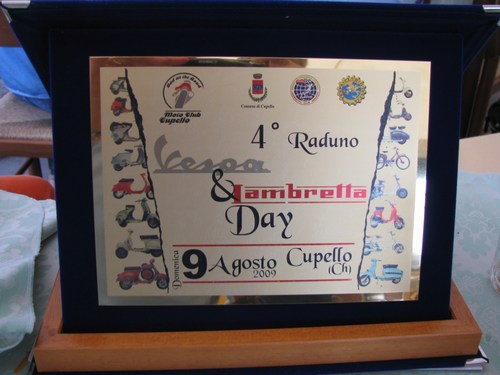 Moto Club
Cupello
Comune di Cupello
4° Raduno
Vespa
& Lambretta
Day
Domenica
9 Agosto
2009
Cupello
(Ch)